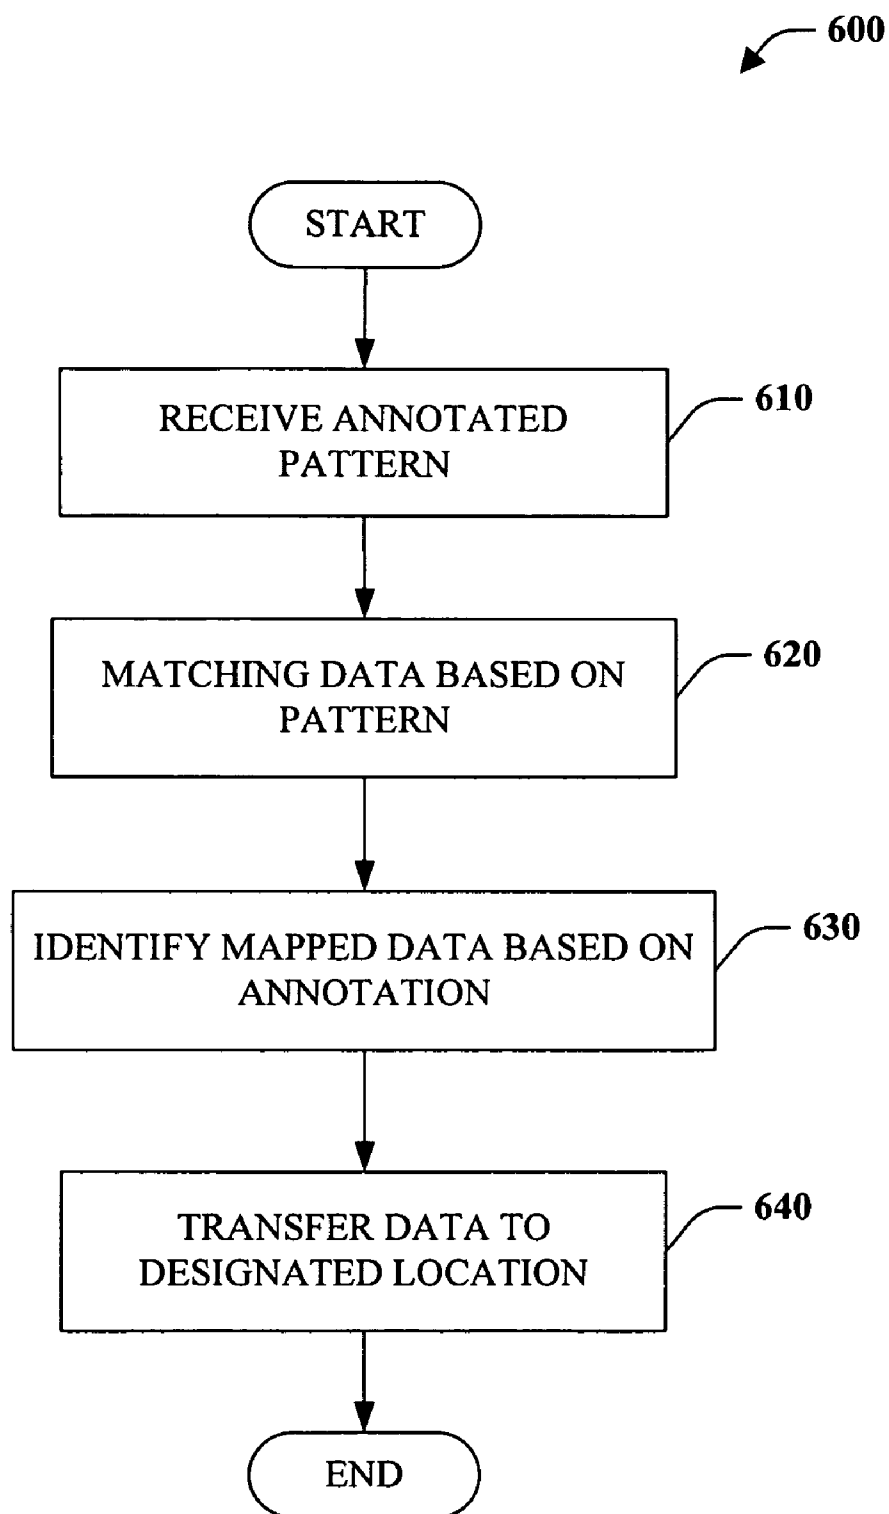 600
START
RECEIVE ANNOTATED
PATTERN
610
MATCHING DATA BASED ON
PATTERN
620
IDENTIFY MAPPED DATA BASED ON
ANNOTATION
630
TRANSFER DATA TO
DESIGNATED LOCATION
640
END